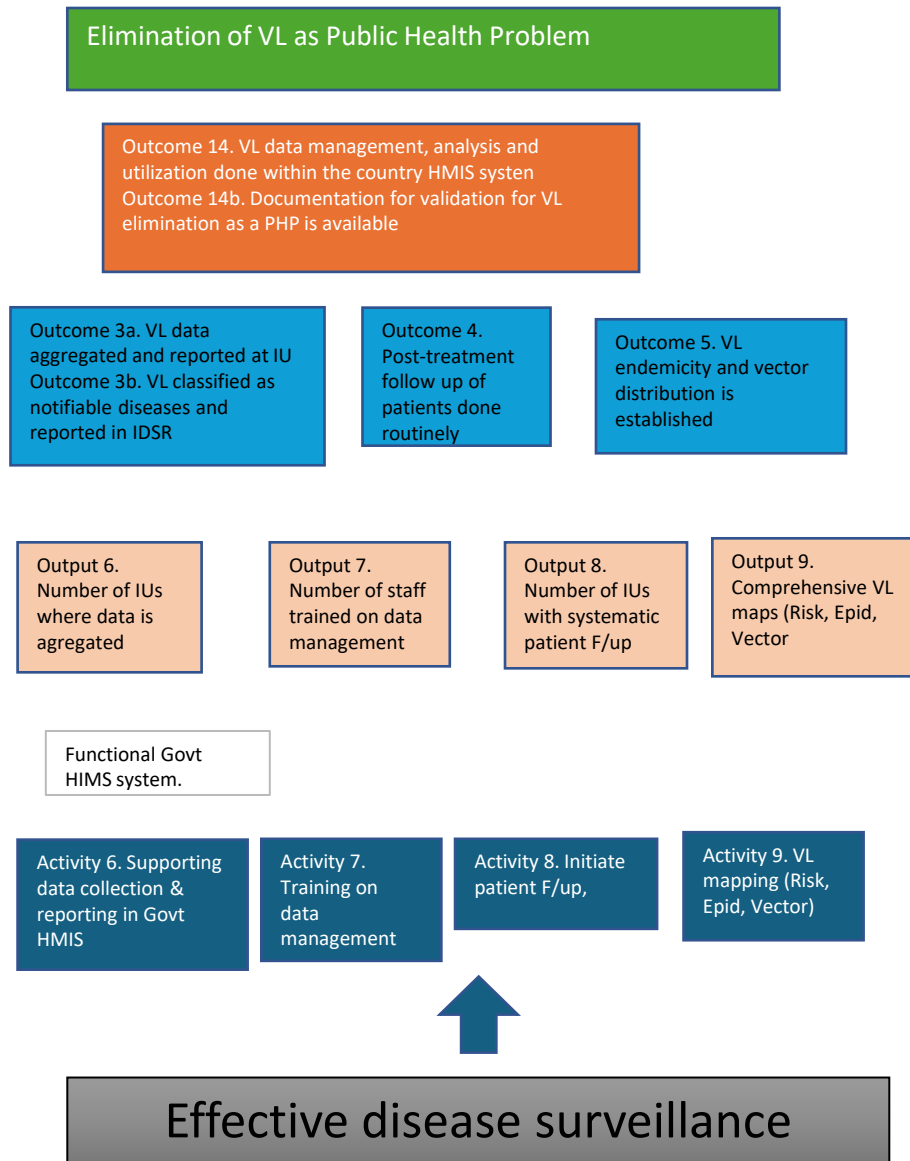 Elimination of VL as Public Health Problem
Outcome 14. VL data management, analysis and
utilization done within the country HMIS systen
Outcome 14b. Documentation for validation for VL
elimination as a PHP is available
Outcome 3a. VL data
aggregated and reported at IU
Outcome 3b. VL classified as
notifiable diseases and
reported in IDSR
Outcome 4.
Post-treatment
follow up of
patients done
routinely
Outcome 5. VL
endemicity and vector
distribution is
established
Output 6.
Number of IUs
where data is
agregated
Output 7.
Number of staff
trained on data
management
Output 8.
Number of IUs
with systematic
patient F/up
Output 9.
Comprehensive VL
maps (Risk, Epid,
Vector
Functional Govt
HIMS system.
Activity 6. Supporting
data collection &
reporting in Govt
HMIS
Activity 7.
Training on
data
management
Activity 8. Initiate
patient F/up,
Activity 9. VL
mapping (Risk,
Epid, Vector)
Effective disease surveillance